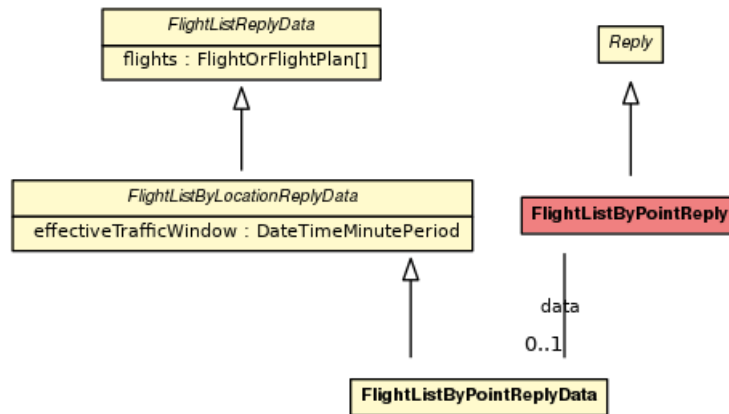 FlightListReplyData
flights : FlightOrFlightPlan[]
Reply
FlightListByLocationReplyData
effectiveTrafficWindow : DateTimeMinutePeriod
FlightListByPointReply
data
0..1
FlightListByPointReplyData